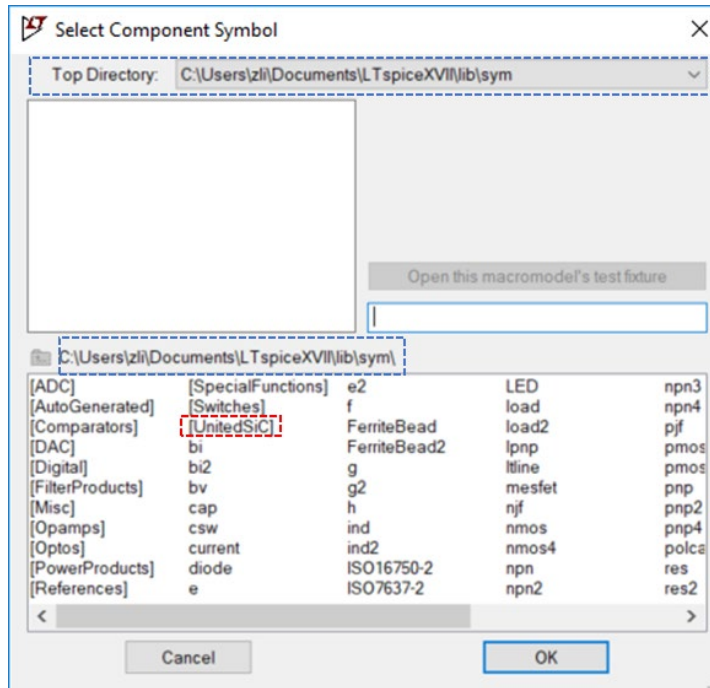 Select Component Symbol
Top Directory: C:\Users\zli\Documents\LTspiceXVII\lib\sym
Open this macromodel's test fixture
C:\Users\zli\Documents\LTspiceXVII\lib\sym\
[ADC] [SpecialFunctions] e2 LED npn3
[AutoGenerated] [Switches] f load npn4
[Comparators] [UnitedSiC] FerriteBead load2 pjf
[DAC] bi FerriteBead2 lpnp pmos
[Digital] bi2 g ltline pmos
[FilterProducts] bv g2 mesfet pnp
[Misc] cap h njf pnp2
[Opamps] csw ind nmos pnp4
[Optos] current ind2 nmos4 polca
[PowerProducts] diode ISO16750-2 npn res
[References] e ISO7637-2 npn2 res2
Cancel OK